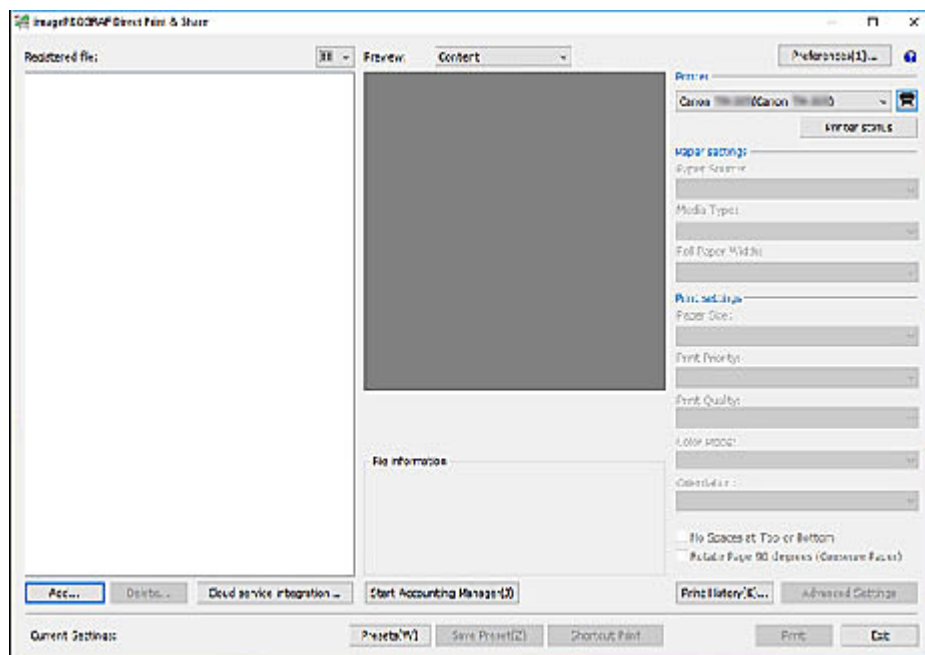 imagePROGRAF Direct Print & Share
Registered file:
Preview: Content
Preferences(1)...
Printer
Canon (Canon )
Printer status
Paper settings
Paper Source:
Media Type:
Roll Paper Width:
Print settings
Paper Size:
Print Priority:
Print Quality:
Color Mode:
Orientation :
File information
No Spaces at Top or Bottom
Rotate Page 90 degrees (Conserve Paper)
Add...
Delete...
Cloud service integration ...
Start Accounting Manager(J)
Print History(K)...
Advanced Settings
Current Settings:
Presets(W)
Save Preset(Z)
Shortcut Print
Print
Exit